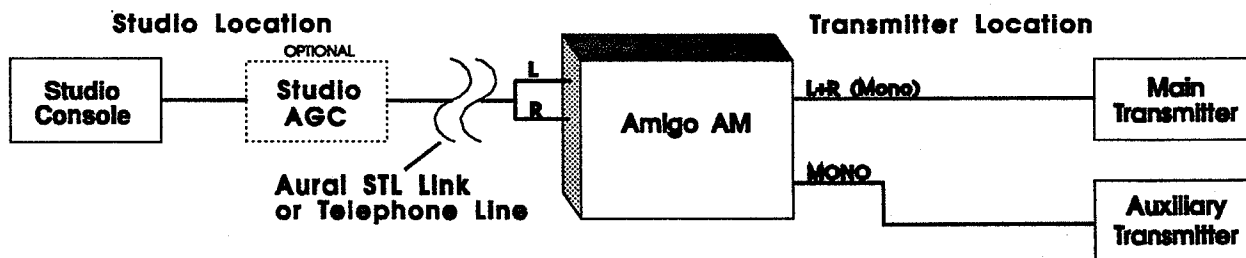 Studio Location
Transmitter Location
OPTIONAL
Studio
Console
Studio
AGC
L
R
Amigo AM
L+R (Mono)
Main
Transmitter
Aural STL Link
or Telephone Line
MONO
Auxiliary
Transmitter